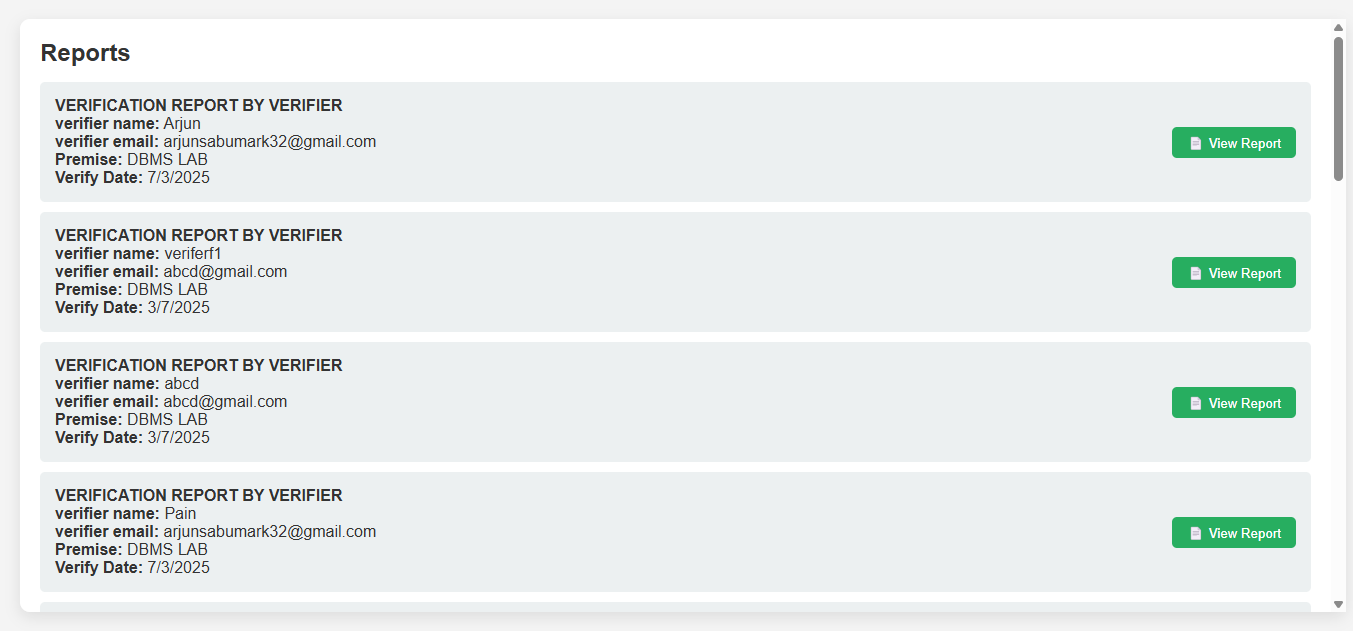 Reports
VERIFICATION REPORT BY VERIFIER
verifier name: Arjun
verifier email: arjunsabumark32@gmail.com
Premise: DBMS LAB
Verify Date: 7/3/2025
View Report
VERIFICATION REPORT BY VERIFIER
verifier name: veriferf1
verifier email: abcd@gmail.com
Premise: DBMS LAB
Verify Date: 3/7/2025
View Report
VERIFICATION REPORT BY VERIFIER
verifier name: abcd
verifier email: abcd@gmail.com
Premise: DBMS LAB
Verify Date: 3/7/2025
View Report
VERIFICATION REPORT BY VERIFIER
verifier name: Pain
verifier email: arjunsabumark32@gmail.com
Premise: DBMS LAB
Verify Date: 7/3/2025
View Report